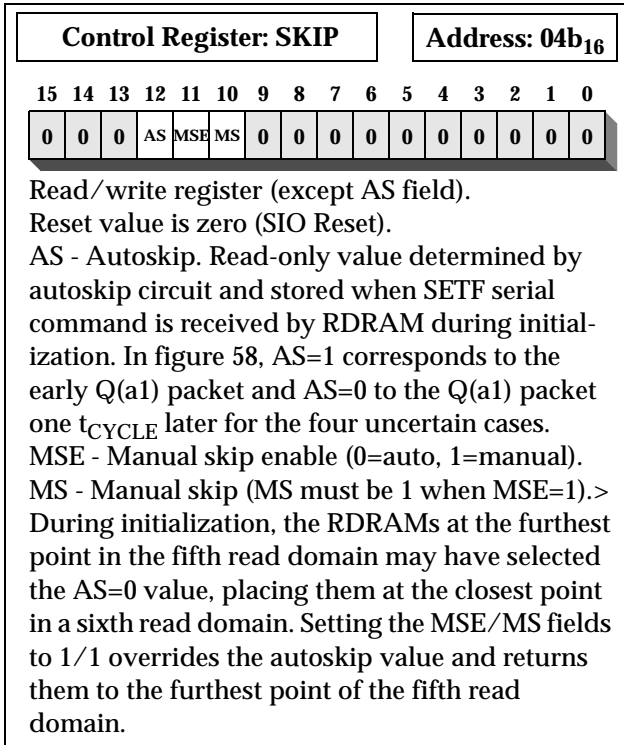 Control Register: SKIP Address: 04b16
15 14 13 12 11 10 9 8 7 6 5 4 3 2 1 0
0 0 0 AS MSE MS 0 0 0 0 0 0 0 0 0 0
Read/write register (except AS field).
Reset value is zero (SIO Reset).
AS - Autoskip. Read-only value determined by
autoskip circuit and stored when SETF serial
command is received by RDRAM during initial-
ization. In figure 58, AS=1 corresponds to the
early Q(a1) packet and AS=0 to the Q(a1) packet
one tCYCLE later for the four uncertain cases.
MSE - Manual skip enable (0=auto, 1=manual).
MS - Manual skip (MS must be 1 when MSE=1).>
During initialization, the RDRAMs at the furthest
point in the fifth read domain may have selected
the AS=0 value, placing them at the closest point
in a sixth read domain. Setting the MSE/MS fields
to 1/1 overrides the autoskip value and returns
them to the furthest point of the fifth read
domain.